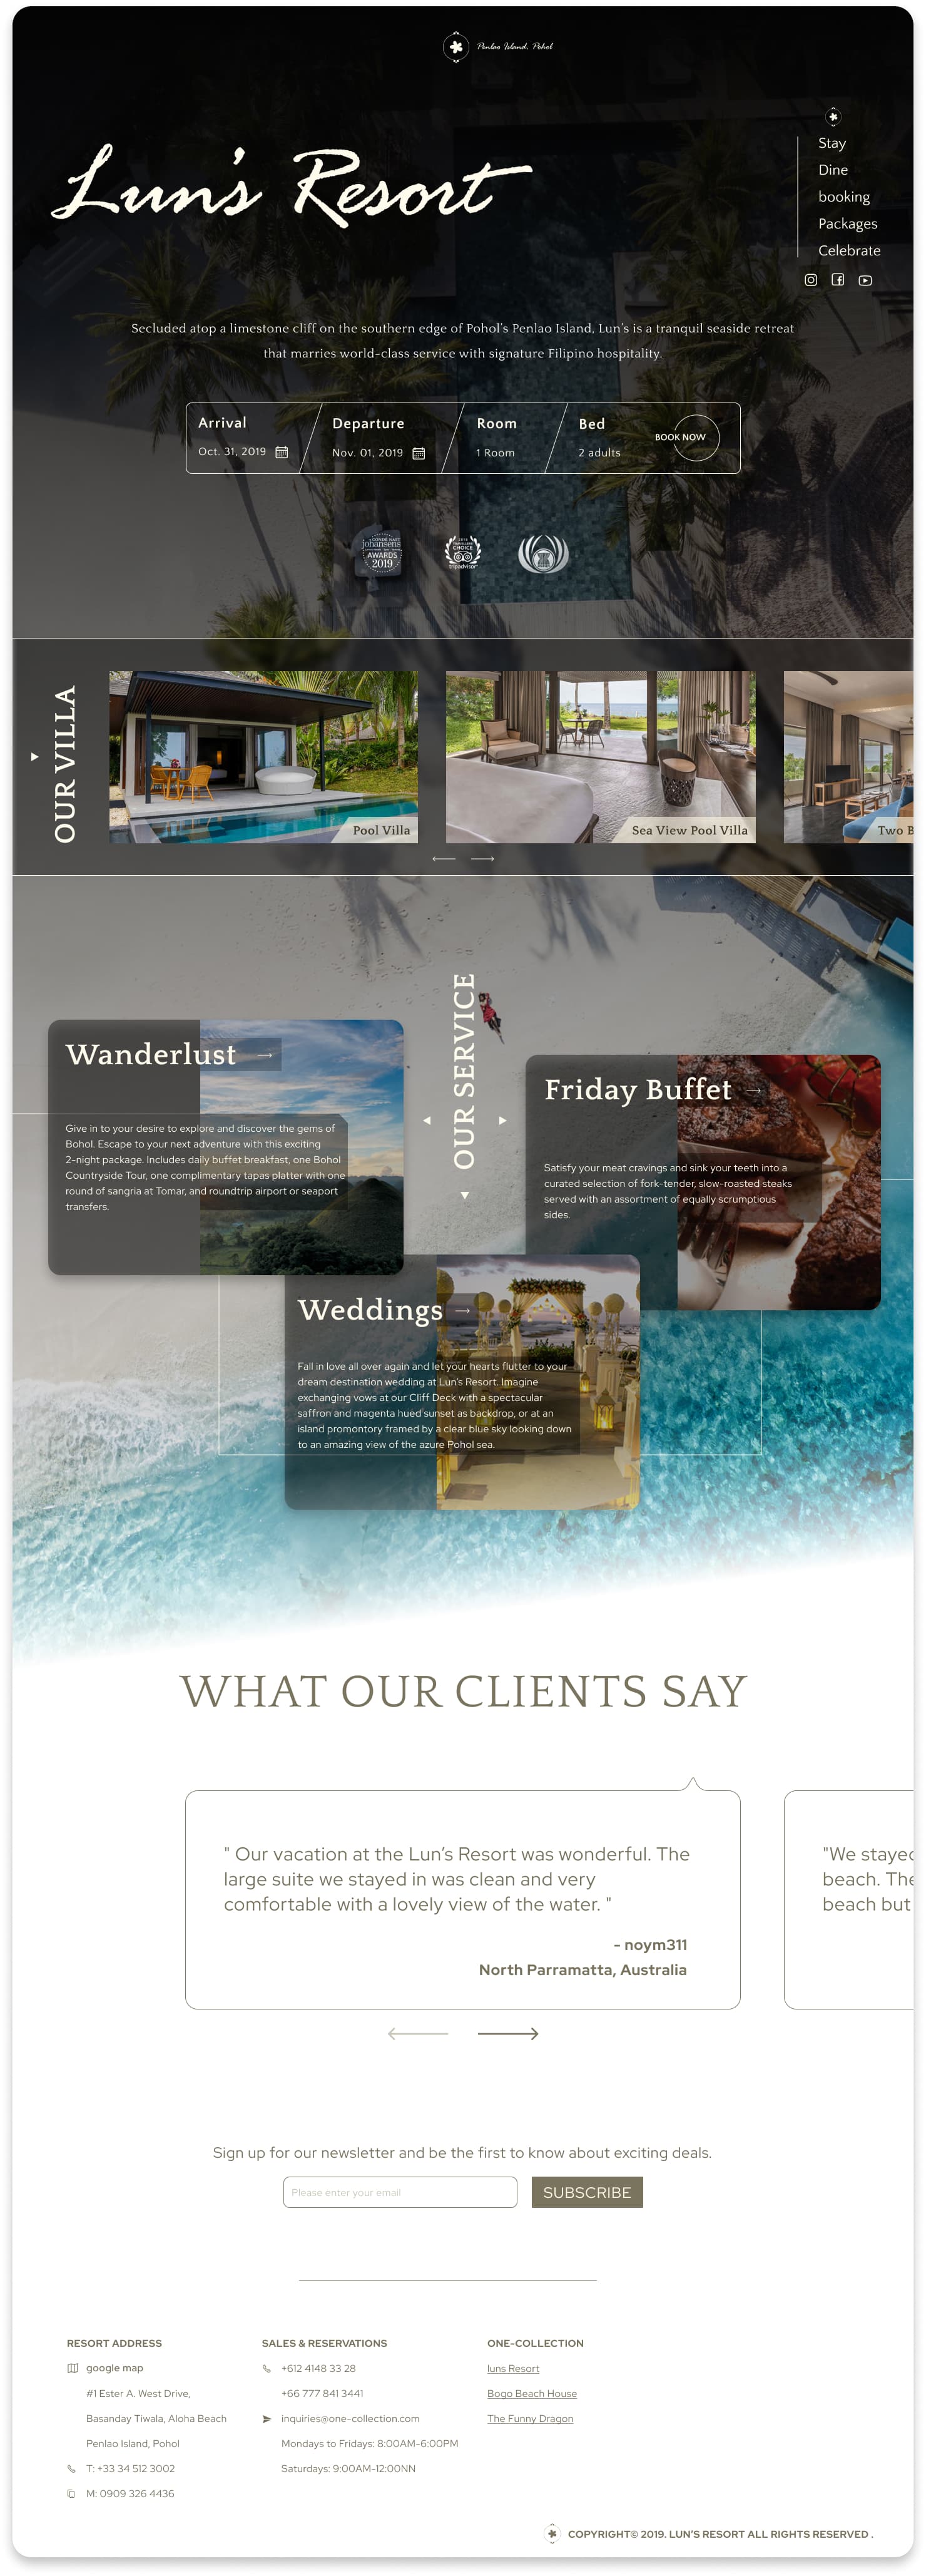 Penlao Island, Pohol
Lun's Resort
Stay
Dine
booking
Packages
Celebrate
Secluded atop a limestone cliff on the southern edge of Pohol's Penlao Island, Lun's is a tranquil seaside retreat
that marries world-class service with signature Filipino hospitality.
Arrival
Oct. 31, 2019
Departure
Nov. 01, 2019
Room
1 Room
Bed
2 adults
BOOK NOW
CONDE NAST
johansens
AWARDS
2019
CHOICE
tripadvisor
OUR VILLA
Pool Villa
Sea View Pool Villa
Two B
OUR SERVICE
Wanderlust
Give in to your desire to explore and discover the gems of
Bohol. Escape to your next adventure with this exciting
2-night package. Includes daily buffet breakfast, one Bohol
Countryside Tour, one complimentary tapas platter with one
round of sangria at Tomar, and roundtrip airport or seaport
transfers.
Friday Buffet
Satisfy your meat cravings and sink your teeth into a
curated selection of fork-tender, slow-roasted steaks
served with an assortment of equally scrumptious
sides.
Weddings
Fall in love all over again and let your hearts flutter to your
dream destination wedding at Lun's Resort. Imagine
exchanging vows at our Cliff Deck with a spectacular
saffron and magenta hued sunset as backdrop, or at an
island promontory framed by a clear blue sky looking down
to an amazing view of the azure Pohol sea.
WHAT OUR CLIENTS SAY
" Our vacation at the Lun's Resort was wonderful. The
large suite we stayed in was clean and very
comfortable with a lovely view of the water. "
- noym311
North Parramatta, Australia
"We stayed
beach. The
beach but
Sign up for our newsletter and be the first to know about exciting deals.
Please enter your email
SUBSCRIBE
RESORT ADDRESS
google map
#1 Ester A. West Drive,
Basanday Tiwala, Aloha Beach
Penlao Island, Pohol
T: +33 34 512 3002
M: 0909 326 4436
SALES & RESERVATIONS
+612 4148 33 28
+66 777 841 3441
inquiries@one-collection.com
Mondays to Fridays: 8:00AM-6:00PM
Saturdays: 9:00AM-12:00NN
ONE-COLLECTION
luns Resort
Bogo Beach House
The Funny Dragon
COPYRIGHT© 2019. LUN'S RESORT ALL RIGHTS RESERVED .